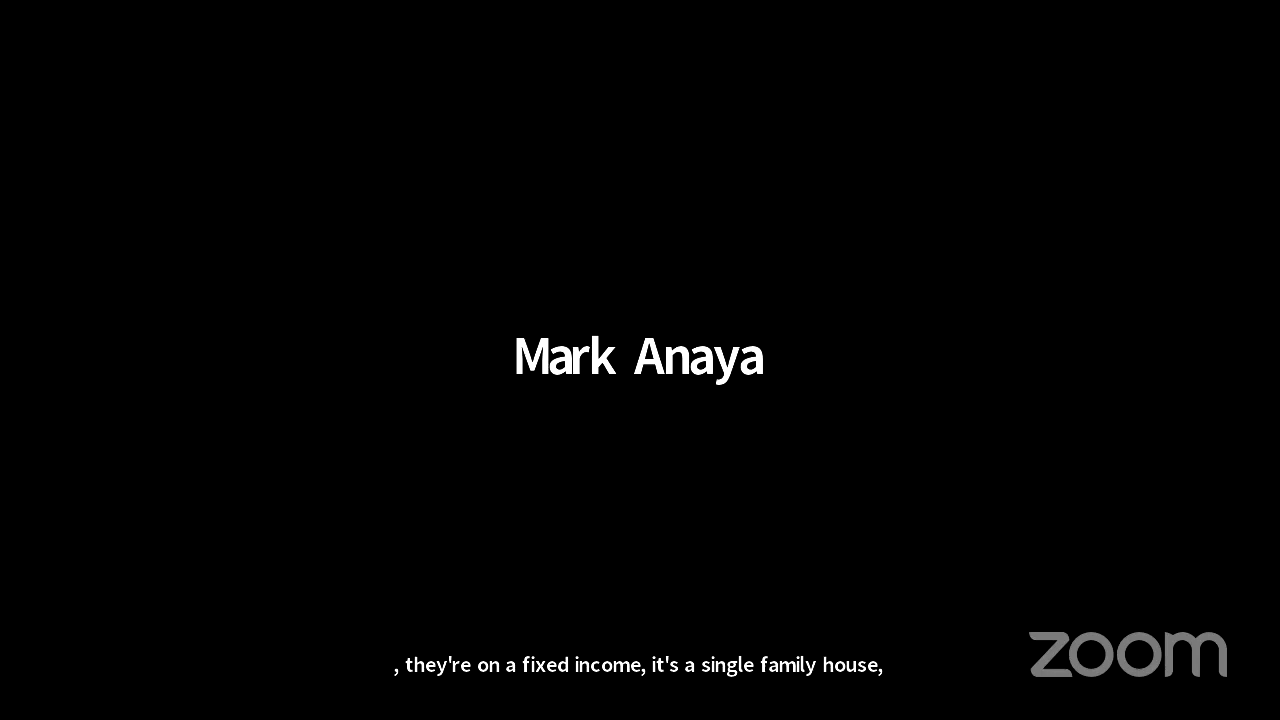 Mark Anaya
, they're on a fixed income, it's a single family house,
zoom